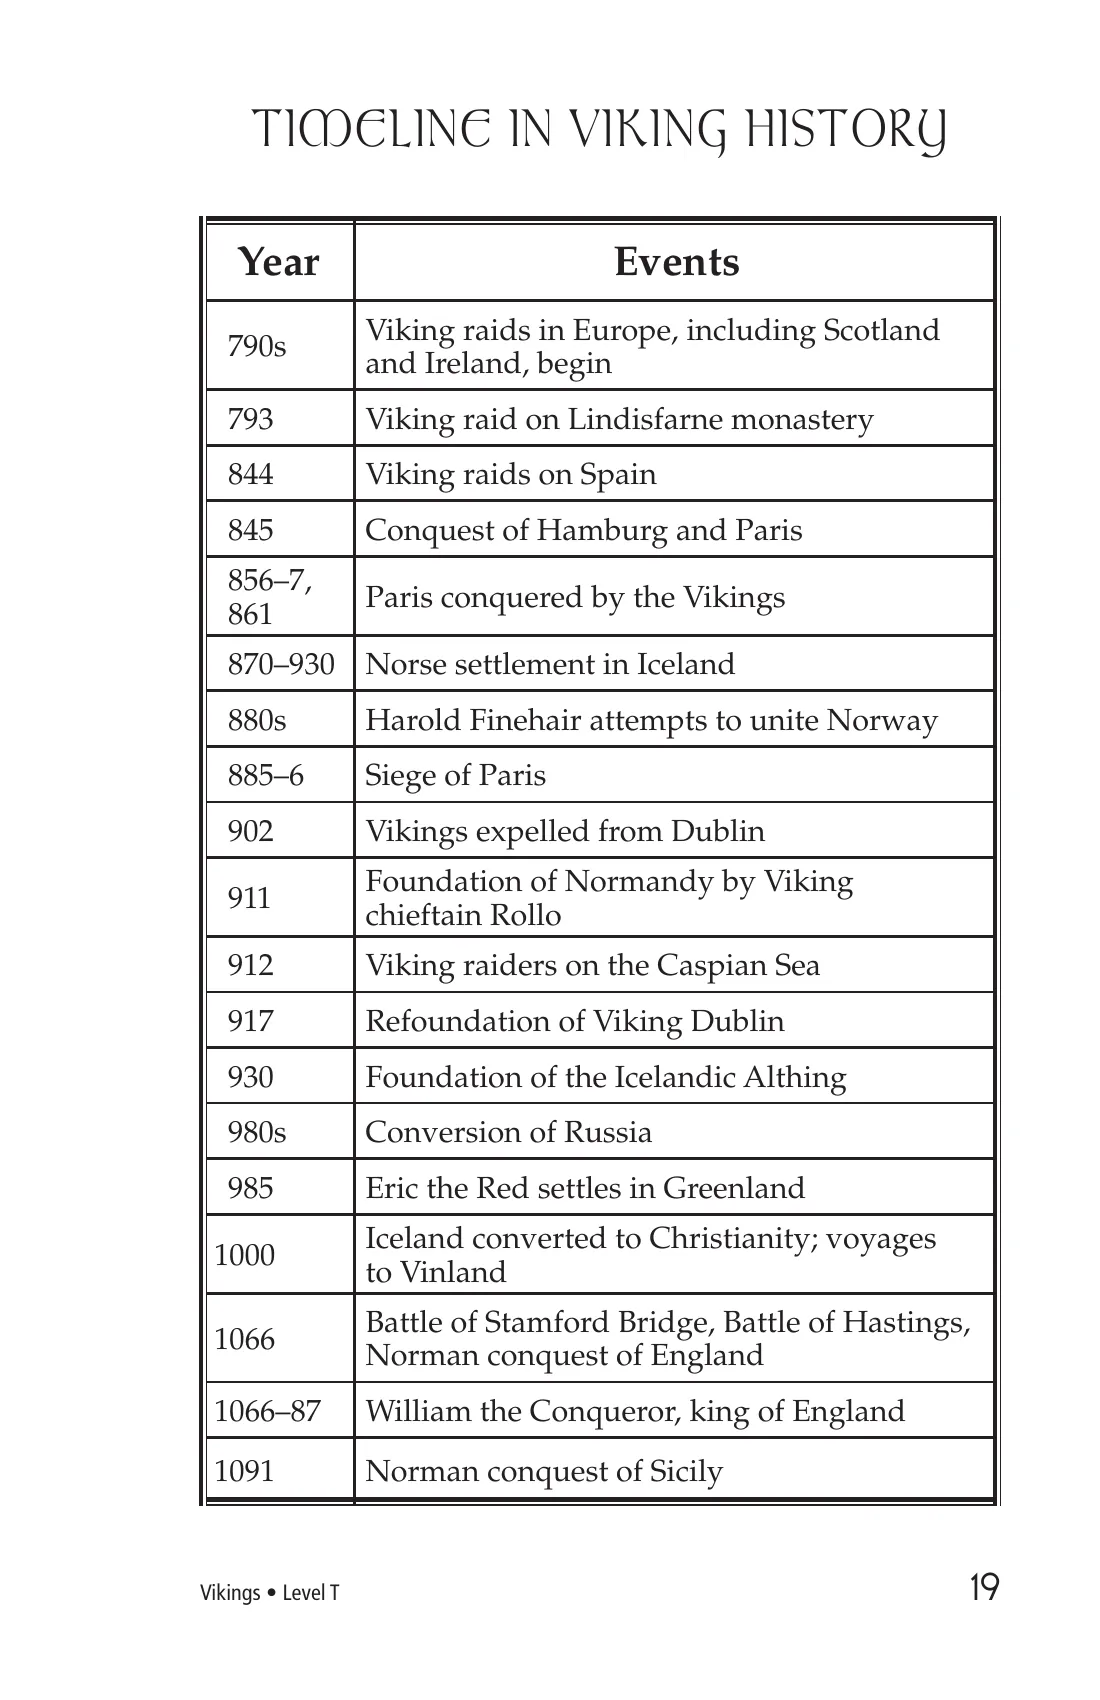 TIMELINE IN VIKING HISTORY
Year Events
790s Viking raids in Europe, including Scotland
and Ireland, begin
793 Viking raid on Lindisfarne monastery
844 Viking raids on Spain
845 Conquest of Hamburg and Paris
856–7,
861 Paris conquered by the Vikings
870–930 Norse settlement in Iceland
880s Harold Finehair attempts to unite Norway
885–6 Siege of Paris
902 Vikings expelled from Dublin
911 Foundation of Normandy by Viking
chieftain Rollo
912 Viking raiders on the Caspian Sea
917 Refoundation of Viking Dublin
930 Foundation of the Icelandic Althing
980s Conversion of Russia
985 Eric the Red settles in Greenland
1000 Iceland converted to Christianity; voyages
to Vinland
1066 Battle of Stamford Bridge, Battle of Hastings,
Norman conquest of England
1066–87 William the Conqueror, king of England
1091 Norman conquest of Sicily
Vikings • Level T 19